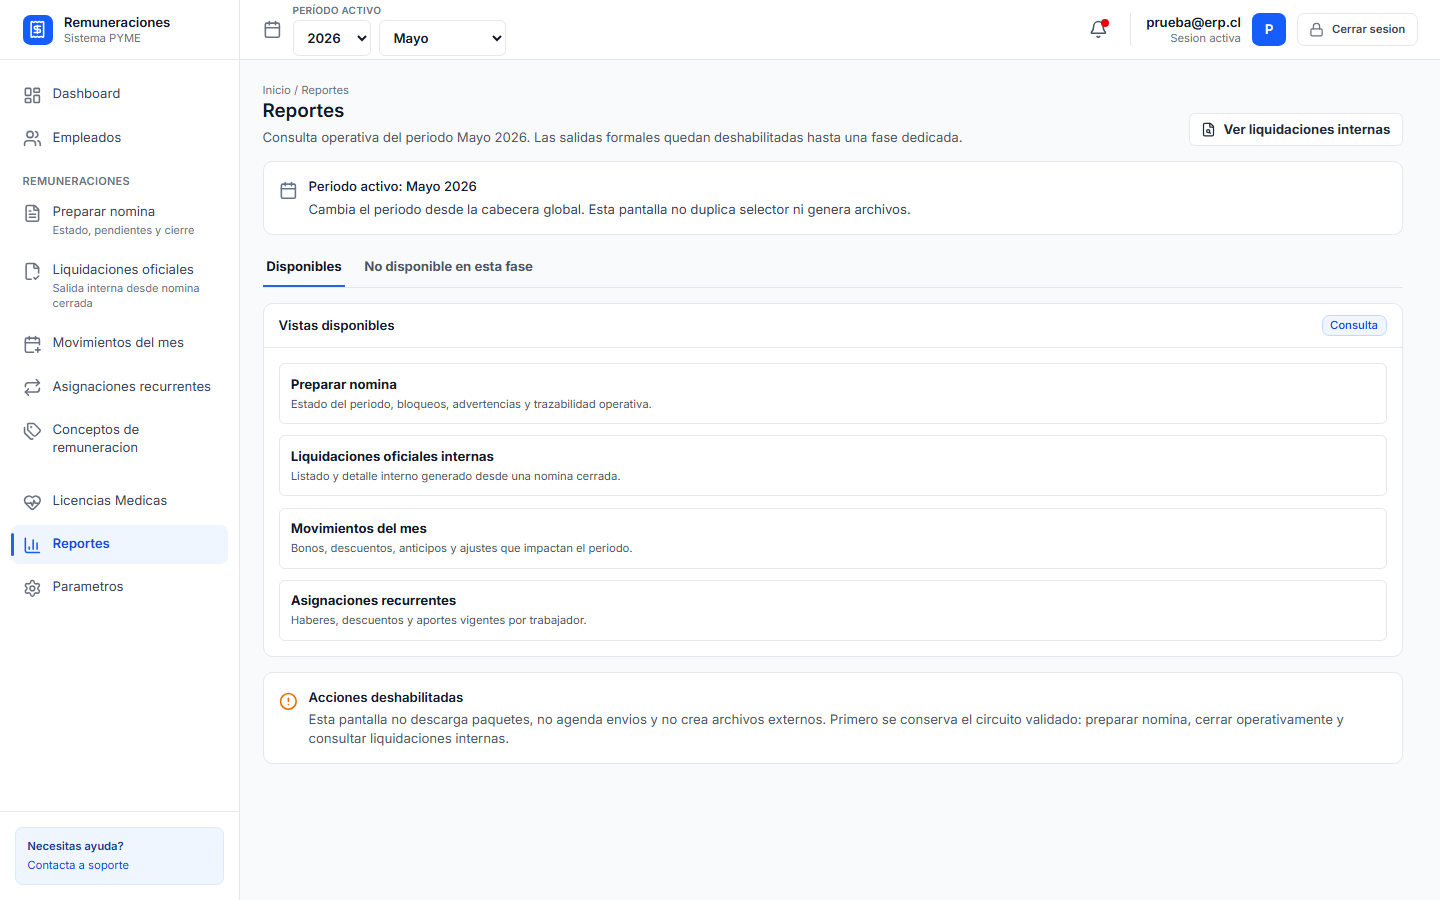 Remuneraciones
Sistema PYME
PERÍODO ACTIVO
2026
Mayo
prueba@erp.cl
Sesion activa
P
Cerrar sesion
Dashboard
Empleados
REMUNERACIONES
Preparar nomina
Estado, pendientes y cierre
Liquidaciones oficiales
Salida interna desde nomina
cerrada
Movimientos del mes
Asignaciones recurrentes
Conceptos de
remuneracion
Licencias Medicas
Reportes
Parametros
Necesitas ayuda?
Contacta a soporte
Inicio / Reportes
Reportes
Consulta operativa del periodo Mayo 2026. Las salidas formales quedan deshabilitadas hasta una fase dedicada.
Ver liquidaciones internas
Periodo activo: Mayo 2026
Cambia el periodo desde la cabecera global. Esta pantalla no duplica selector ni genera archivos.
Disponibles
No disponible en esta fase
Vistas disponibles
Consulta
Preparar nomina
Estado del periodo, bloqueos, advertencias y trazabilidad operativa.
Liquidaciones oficiales internas
Listado y detalle interno generado desde una nomina cerrada.
Movimientos del mes
Bonos, descuentos, anticipos y ajustes que impactan el periodo.
Asignaciones recurrentes
Haberes, descuentos y aportes vigentes por trabajador.
Acciones deshabilitadas
Esta pantalla no descarga paquetes, no agenda envios y no crea archivos externos. Primero se conserva el circuito validado: preparar nomina, cerrar operativamente y
consultar liquidaciones internas.